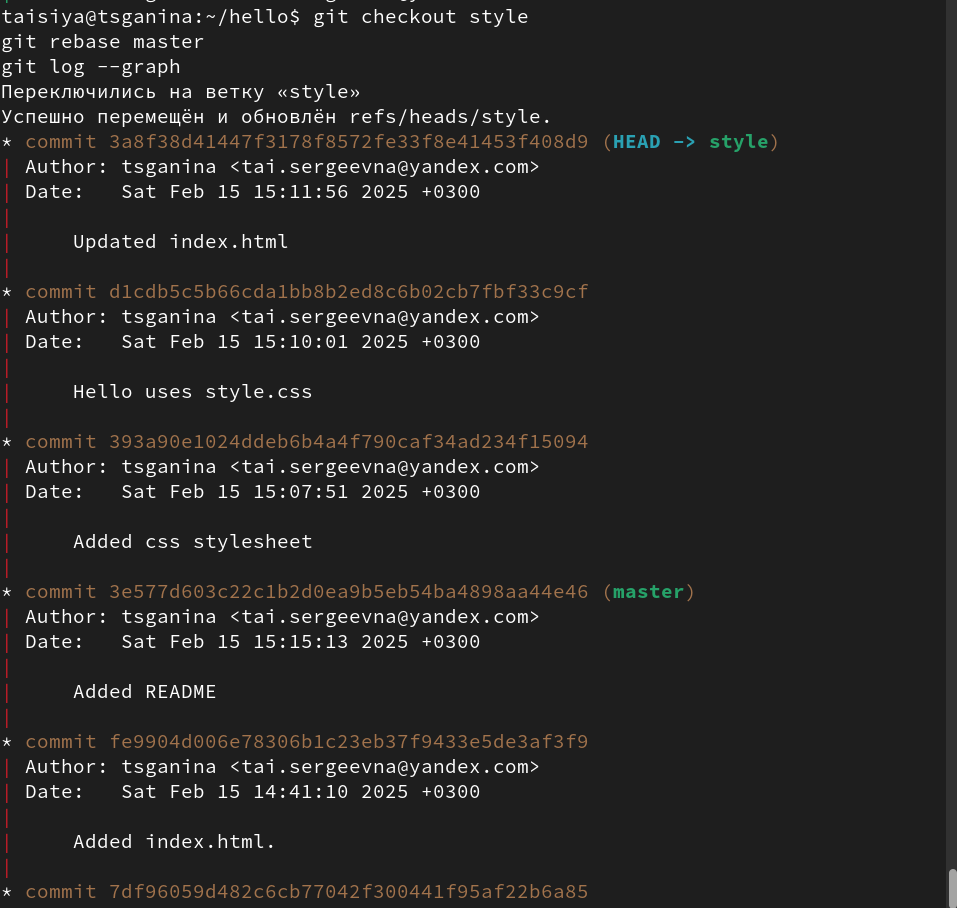 taisiya@tsganina:~/hello$ git checkout style
git rebase master
git log --graph
Переключились на ветку «style»
Успешно перемещён и обновлён refs/heads/style.
* commit 3a8f38d41447f3178f8572fe33f8e41453f408d9 (HEAD -> style)
| Author: tsganina <tai.sergeevna@yandex.com>
| Date:   Sat Feb 15 15:11:56 2025 +0300
|
|     Updated index.html
|
* commit d1cdb5c5b66cda1bb8b2ed8c6b02cb7fbf33c9cf
| Author: tsganina <tai.sergeevna@yandex.com>
| Date:   Sat Feb 15 15:10:01 2025 +0300
|
|     Hello uses style.css
|
* commit 393a90e1024ddeb6b4a4f790caf34ad234f15094
| Author: tsganina <tai.sergeevna@yandex.com>
| Date:   Sat Feb 15 15:07:51 2025 +0300
|
|     Added css stylesheet
|
* commit 3e577d603c22c1b2d0ea9b5eb54ba4898aa44e46 (master)
| Author: tsganina <tai.sergeevna@yandex.com>
| Date:   Sat Feb 15 15:15:13 2025 +0300
|
|     Added README
|
* commit fe9904d006e78306b1c23eb37f9433e5de3af3f9
| Author: tsganina <tai.sergeevna@yandex.com>
| Date:   Sat Feb 15 14:41:10 2025 +0300
|
|     Added index.html.
|
* commit 7df96059d482c6cb77042f300441f95af22b6a85